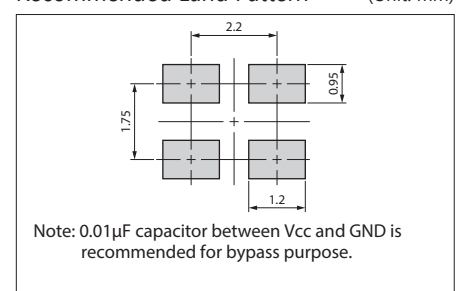 Recommended Land Pattern (Unit: mm)
2.2
0.95
1.75
1.2
Note: 0.01µF capacitor between Vcc and GND is
recommended for bypass purpose.